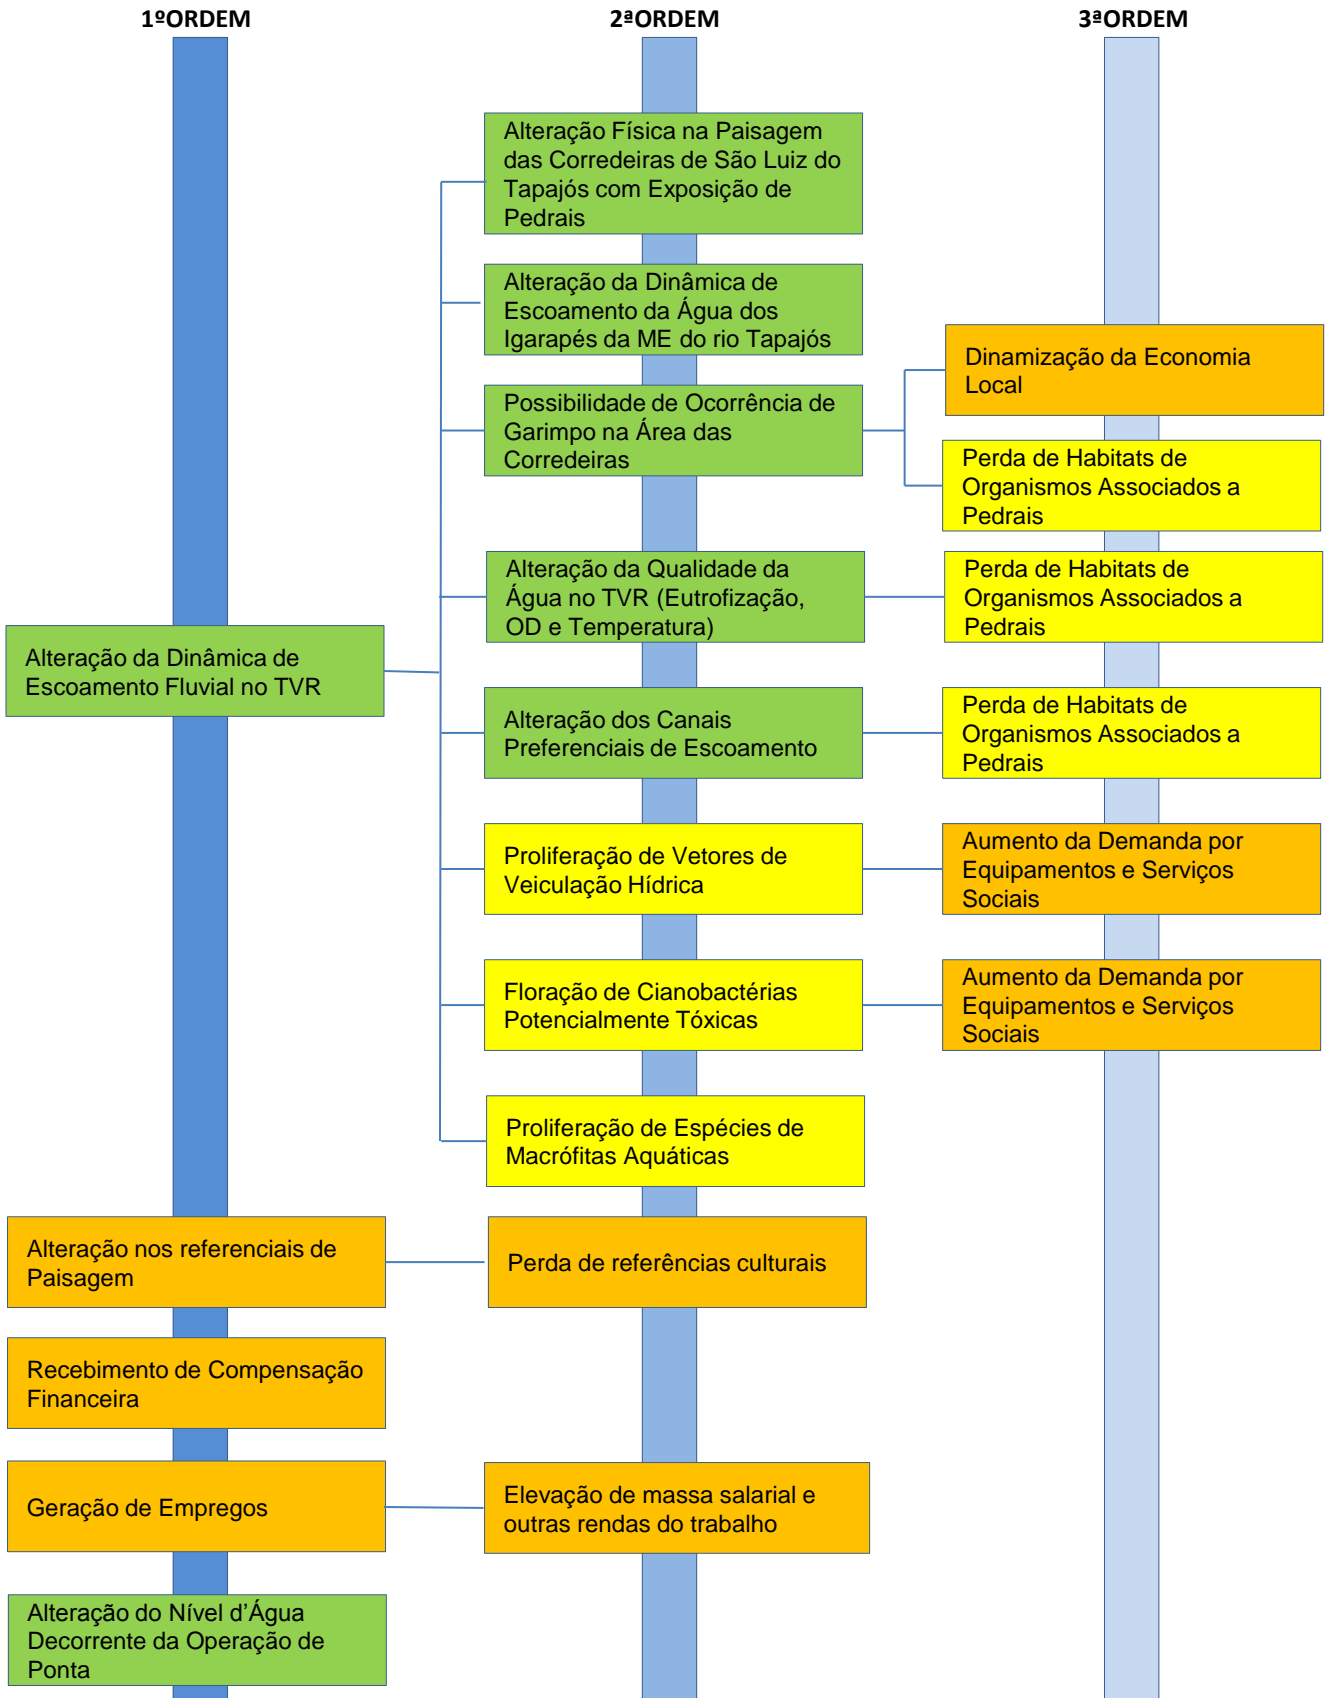 1ºORDEM
2ªORDEM
3ªORDEM
Alteração Física na Paisagem
das Corredeiras de São Luiz do
Tapajós com Exposição de
Pedrais
Alteração da Dinâmica de
Escoamento da Água dos
Igarapés da ME do rio Tapajós
Dinamização da Economia
Local
Possibilidade de Ocorrência de
Garimpo na Área das
Corredeiras
Perda de Habitats de
Organismos Associados a
Pedrais
Alteração da Qualidade da
Água no TVR (Eutrofização,
OD e Temperatura)
Perda de Habitats de
Organismos Associados a
Pedrais
Alteração da Dinâmica de
Escoamento Fluvial no TVR
Alteração dos Canais
Preferenciais de Escoamento
Perda de Habitats de
Organismos Associados a
Pedrais
Proliferação de Vetores de
Veiculação Hídrica
Aumento da Demanda por
Equipamentos e Serviços
Sociais
Floração de Cianobactérias
Potencialmente Tóxicas
Aumento da Demanda por
Equipamentos e Serviços
Sociais
Proliferação de Espécies de
Macrófitas Aquáticas
Alteração nos referenciais de
Paisagem
Perda de referências culturais
Recebimento de Compensação
Financeira
Geração de Empregos
Elevação de massa salarial e
outras rendas do trabalho
Alteração do Nível d’Água
Decorrente da Operação de
Ponta